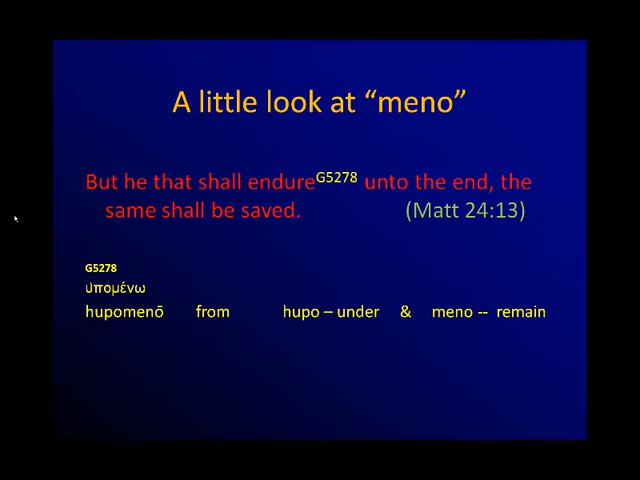 A little look at “meno”
But he that shall endureG5278 unto the end, the
same shall be saved. (Matt 24:13)
G5278
ὑπομένω
hupomenō from hupo – under & meno -- remain